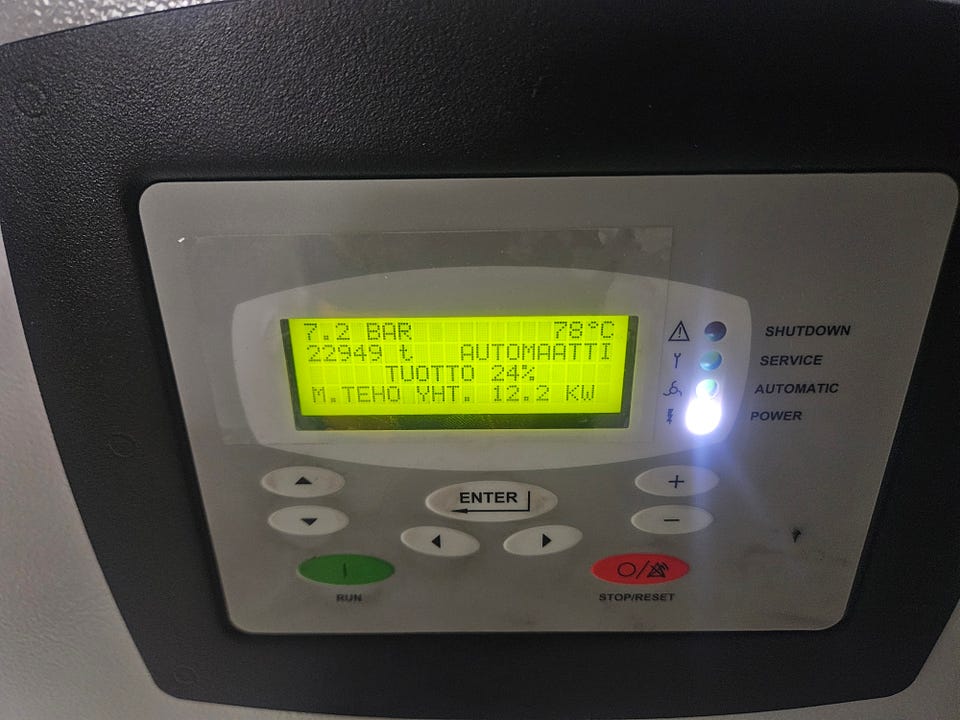 7.2 BAR 78°C
22949 t AUTOMAATTI
TUOTTO 24%
M.TEHO YHT. 12.2 KW
SHUTDOWN
SERVICE
AUTOMATIC
POWER
ENTER
+
−
RUN
STOP/RESET